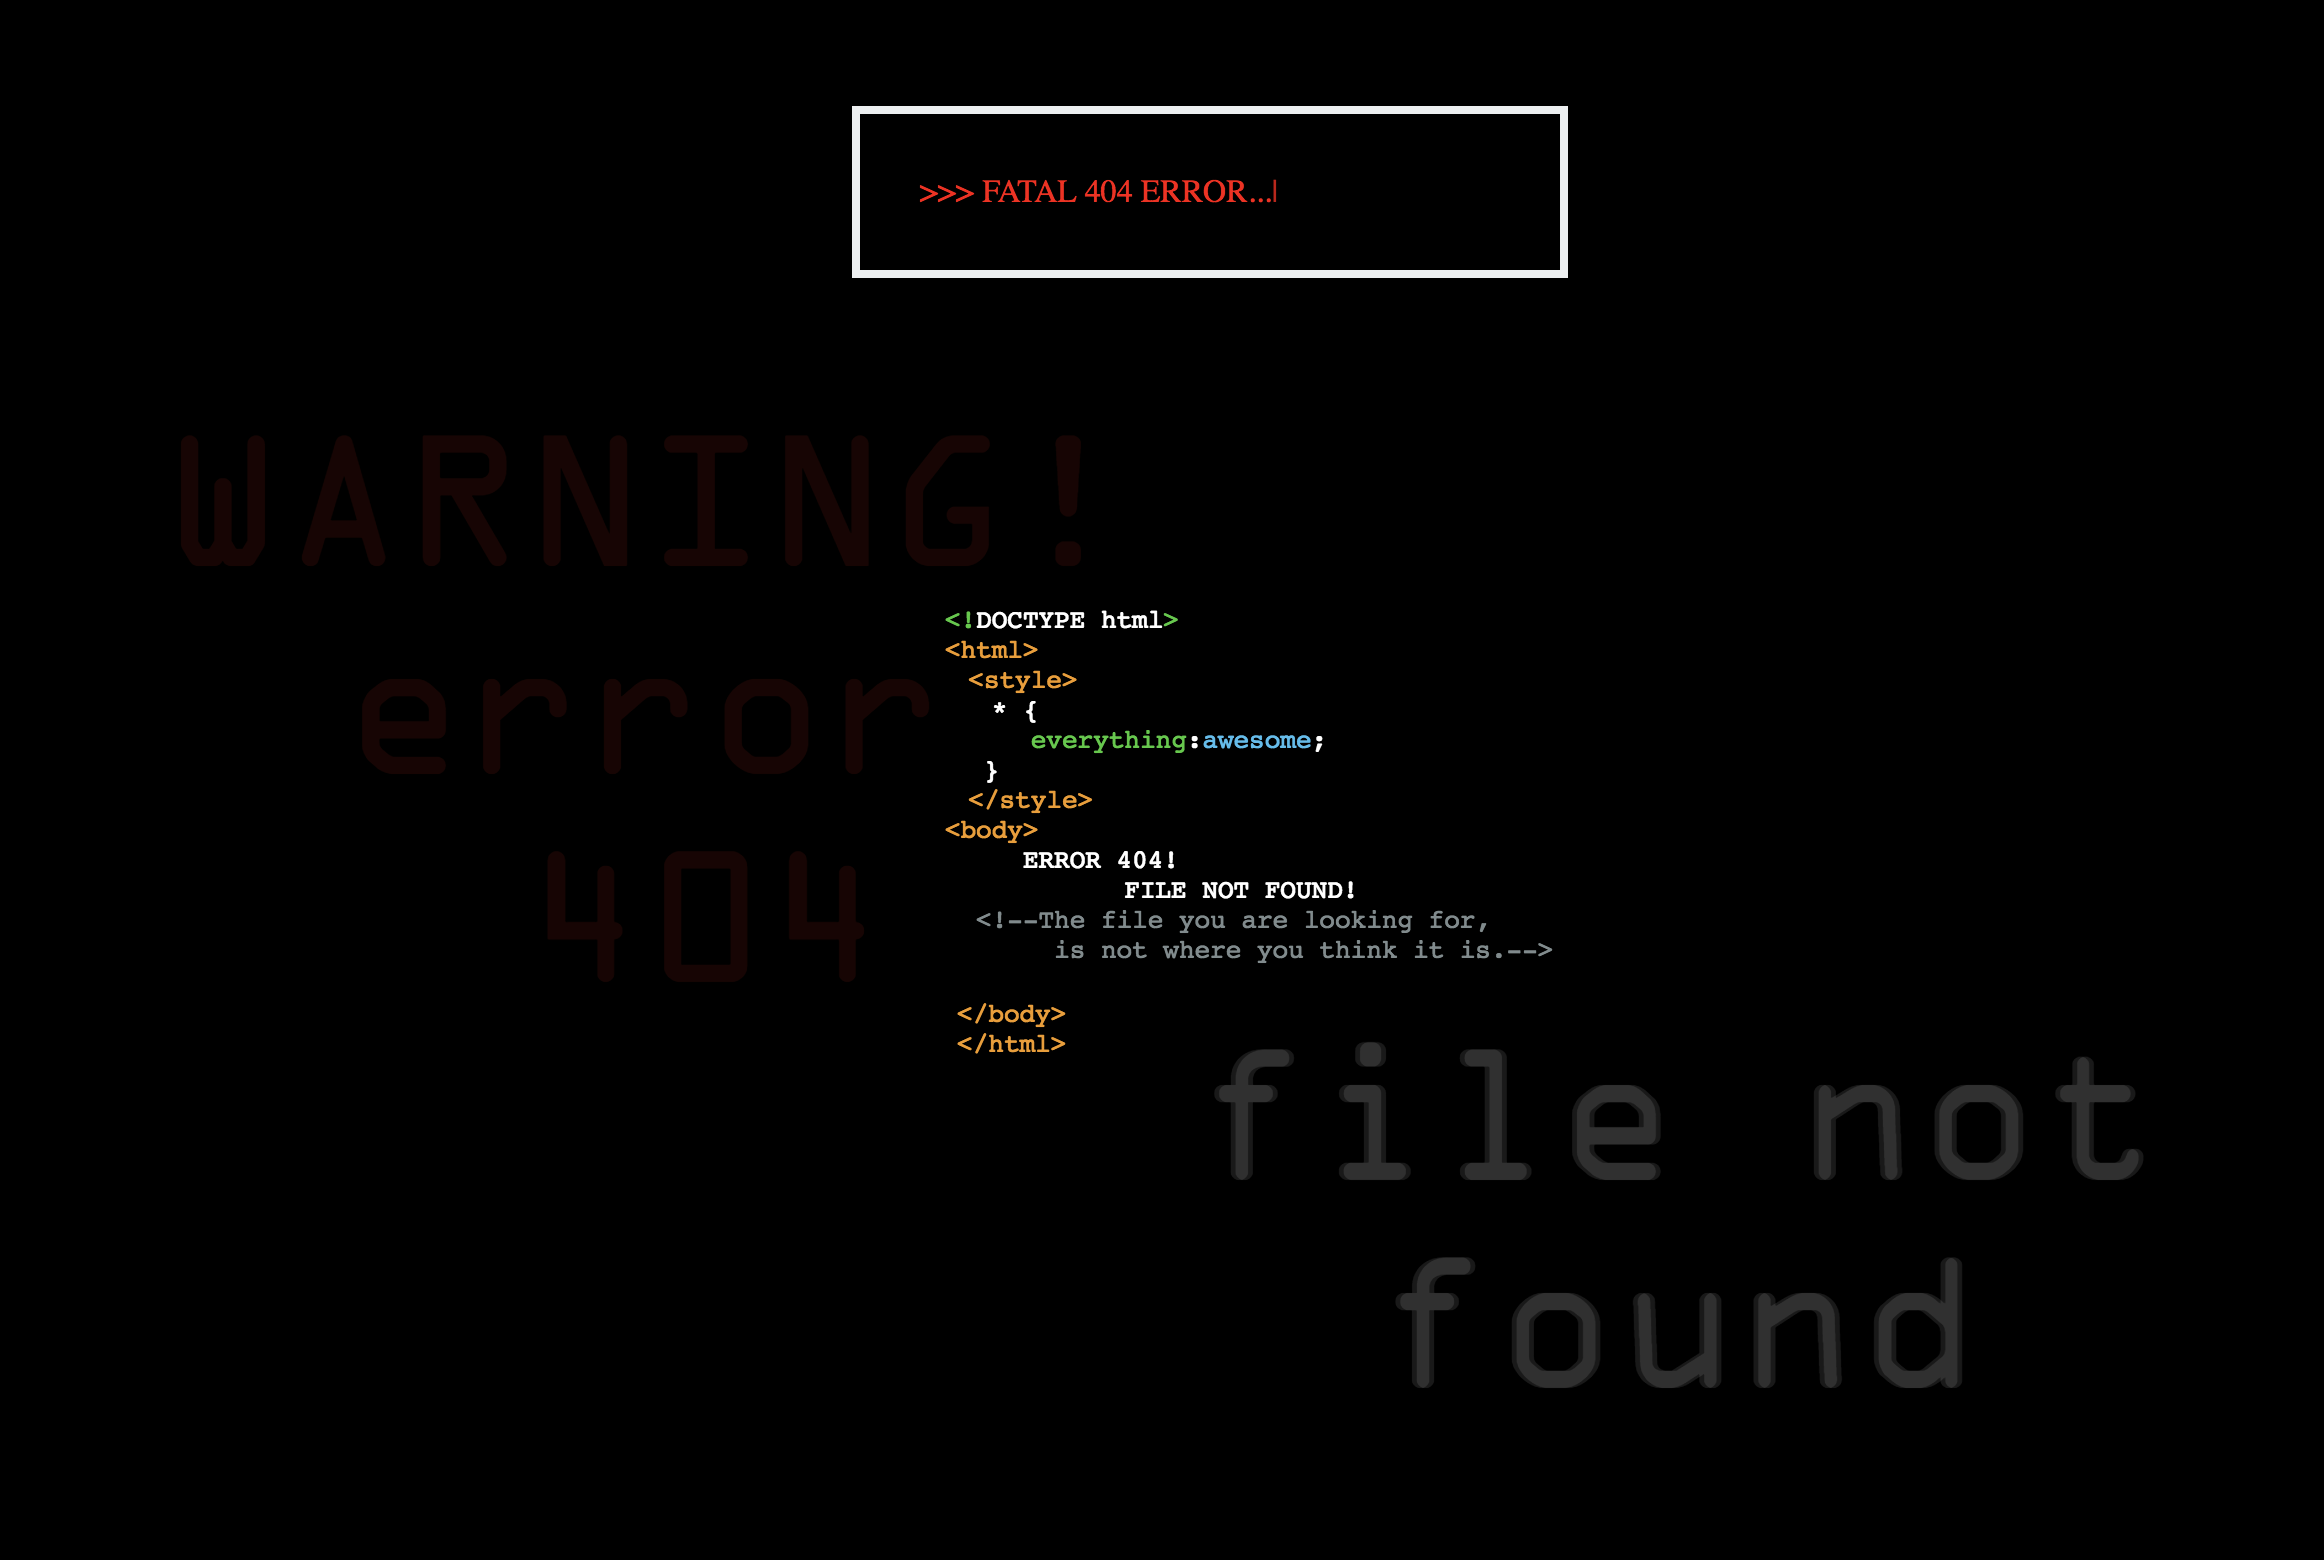 >>> FATAL 404 ERROR...|
WARNING!
error
404
<!DOCTYPE html>
<html>
<style>
* {
everything:awesome;
}
</style>
<body>
ERROR 404!
FILE NOT FOUND!
<!--The file you are looking for,
is not where you think it is.-->
</body>
</html>
file not
found